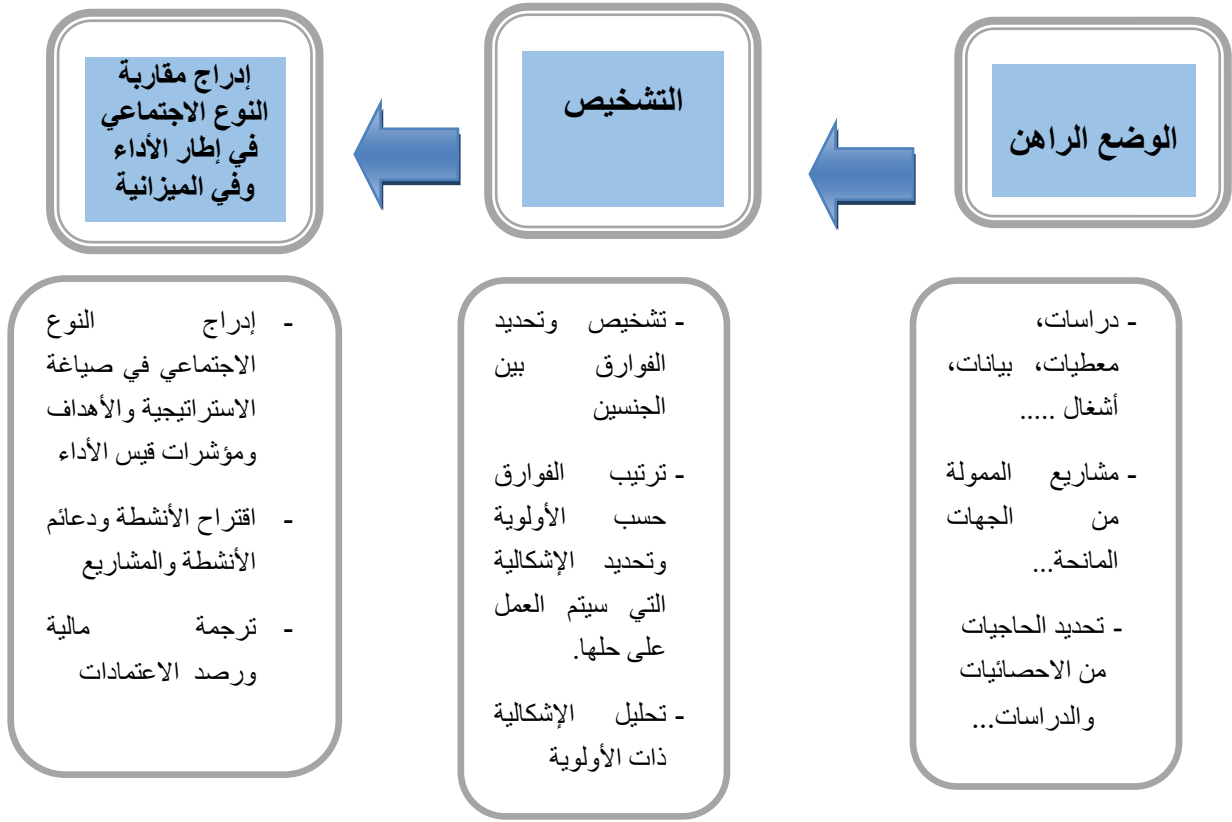 الوضع الراهن
التشخيص
إدراج مقاربة
النوع الاجتماعي
في إطار الأداء
وفي الميزانية
- دراسات،
معطيات، بيانات،
أشغال .....
- مشاريع الممولة
من الجهات
المانحة...
- تحديد الحاجيات
من الاحصائيات
والدراسات...
- تشخيص وتحديد
الفوارق بين
الجنسين
- ترتيب الفوارق
حسب الأولوية
وتحديد الإشكالية
التي سيتم العمل
على حلها.
- تحليل الإشكالية
ذات الأولوية
- إدراج النوع
الاجتماعي في صياغة
الاستراتيجية والأهداف
ومؤشرات قيس الأداء
- اقتراح الأنشطة ودعائم
الأنشطة والمشاريع
- ترجمة مالية
ورصد الاعتمادات